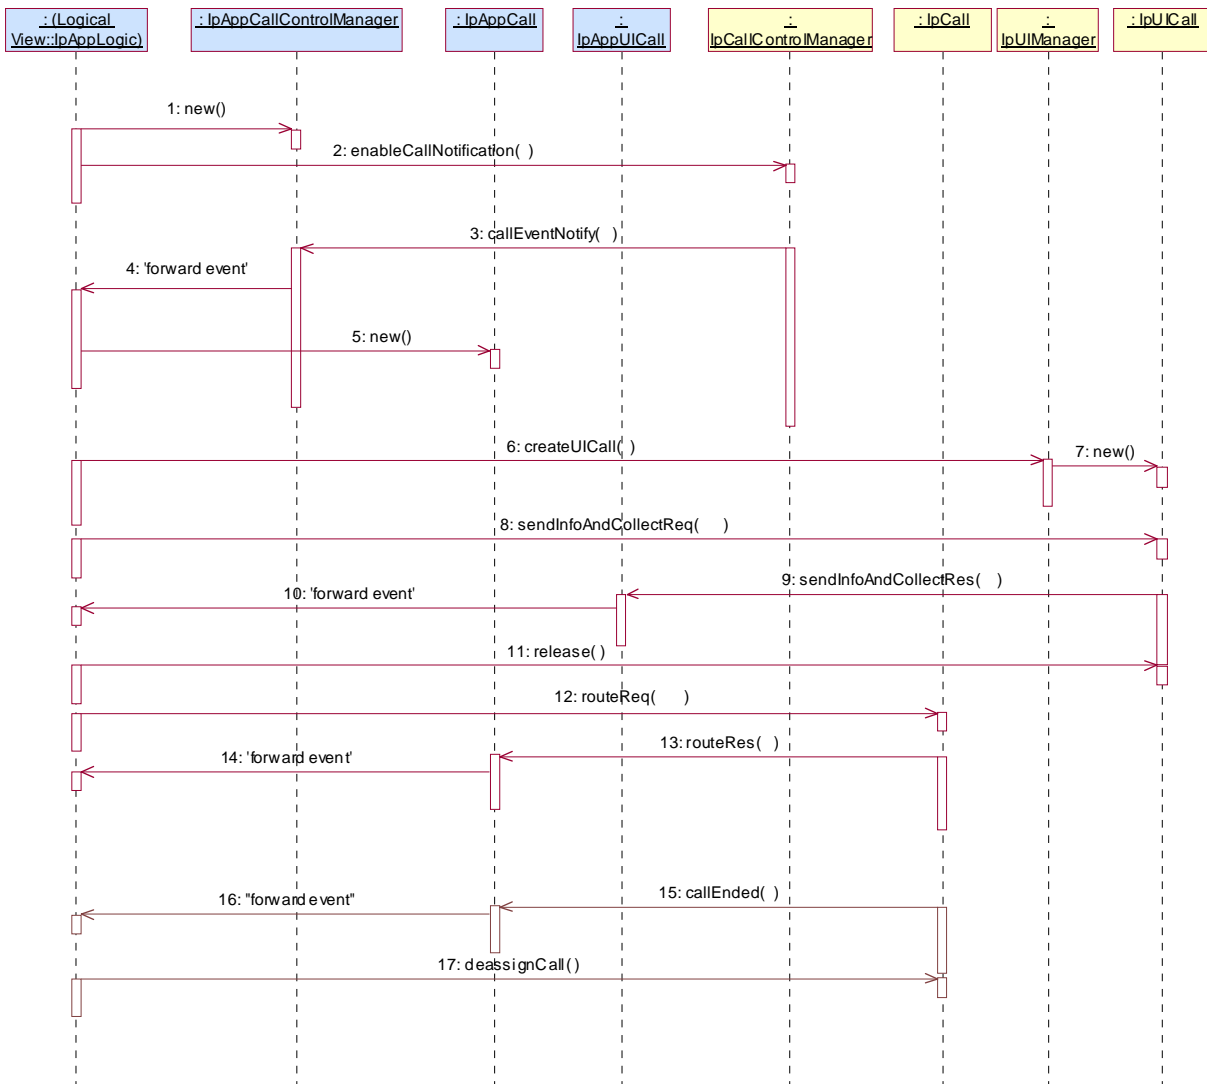 : (Logical
View::IpAppLogic)
: IpAppCallControlManager
: IpAppCall
:
IpAppUICall
:
IpCallControlManager
: IpCall
:
IpUIManager
: IpUICall
1: new()
2: enableCallNotification( )
3: callEventNotify( )
4: 'forward event'
5: new()
6: createUICall( )
7: new()
8: sendInfoAndCollectReq( )
9: sendInfoAndCollectRes( )
10: 'forward event'
11: release( )
12: routeReq( )
13: routeRes( )
14: 'forward event'
15: callEnded( )
16: "forward event"
17: deassignCall( )